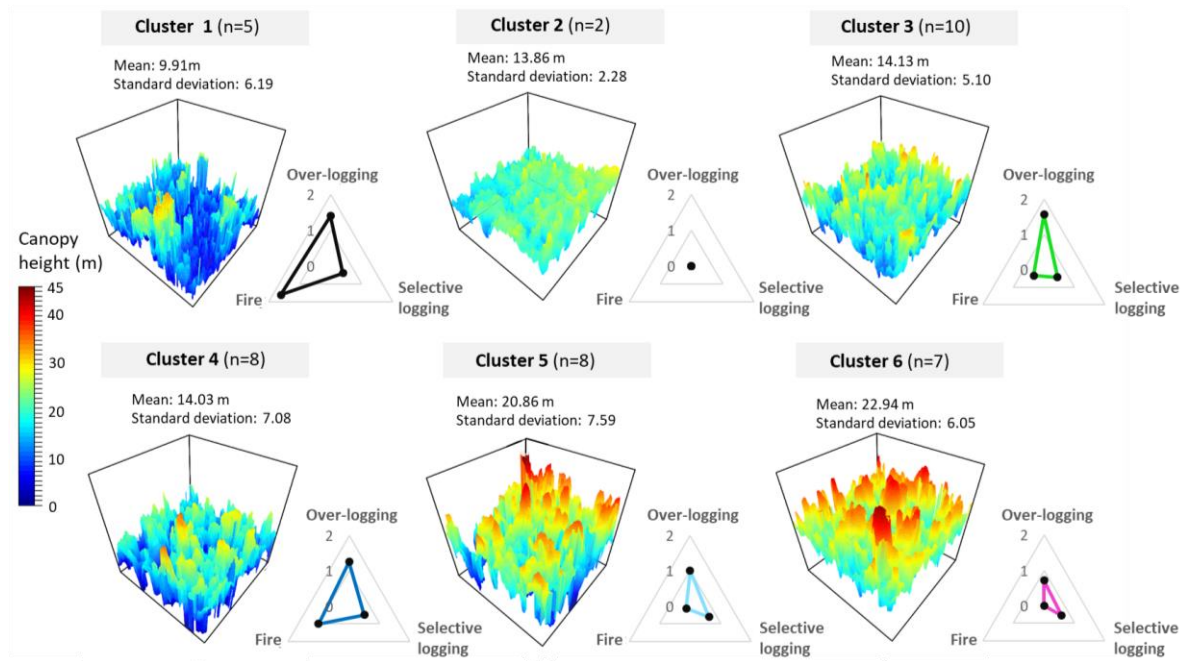 Cluster 1 (n=5)
Mean: 9.91m
Standard deviation: 6.19
Over-logging
2
1
0
Fire
Selective
logging
Cluster 2 (n=2)
Mean: 13.86 m
Standard deviation: 2.28
Over-logging
2
1
0
Fire
Selective
logging
Cluster 3 (n=10)
Mean: 14.13 m
Standard deviation: 5.10
Over-logging
2
1
0
Fire
Selective
logging
Canopy
height (m)
45
40
30
20
10
0
Cluster 4 (n=8)
Mean: 14.03 m
Standard deviation: 7.08
Over-logging
2
1
0
Fire
Selective
logging
Cluster 5 (n=8)
Mean: 20.86 m
Standard deviation: 7.59
Over-logging
2
1
0
Fire
Selective
logging
Cluster 6 (n=7)
Mean: 22.94 m
Standard deviation: 6.05
Over-logging
2
1
0
Fire
Selective
logging